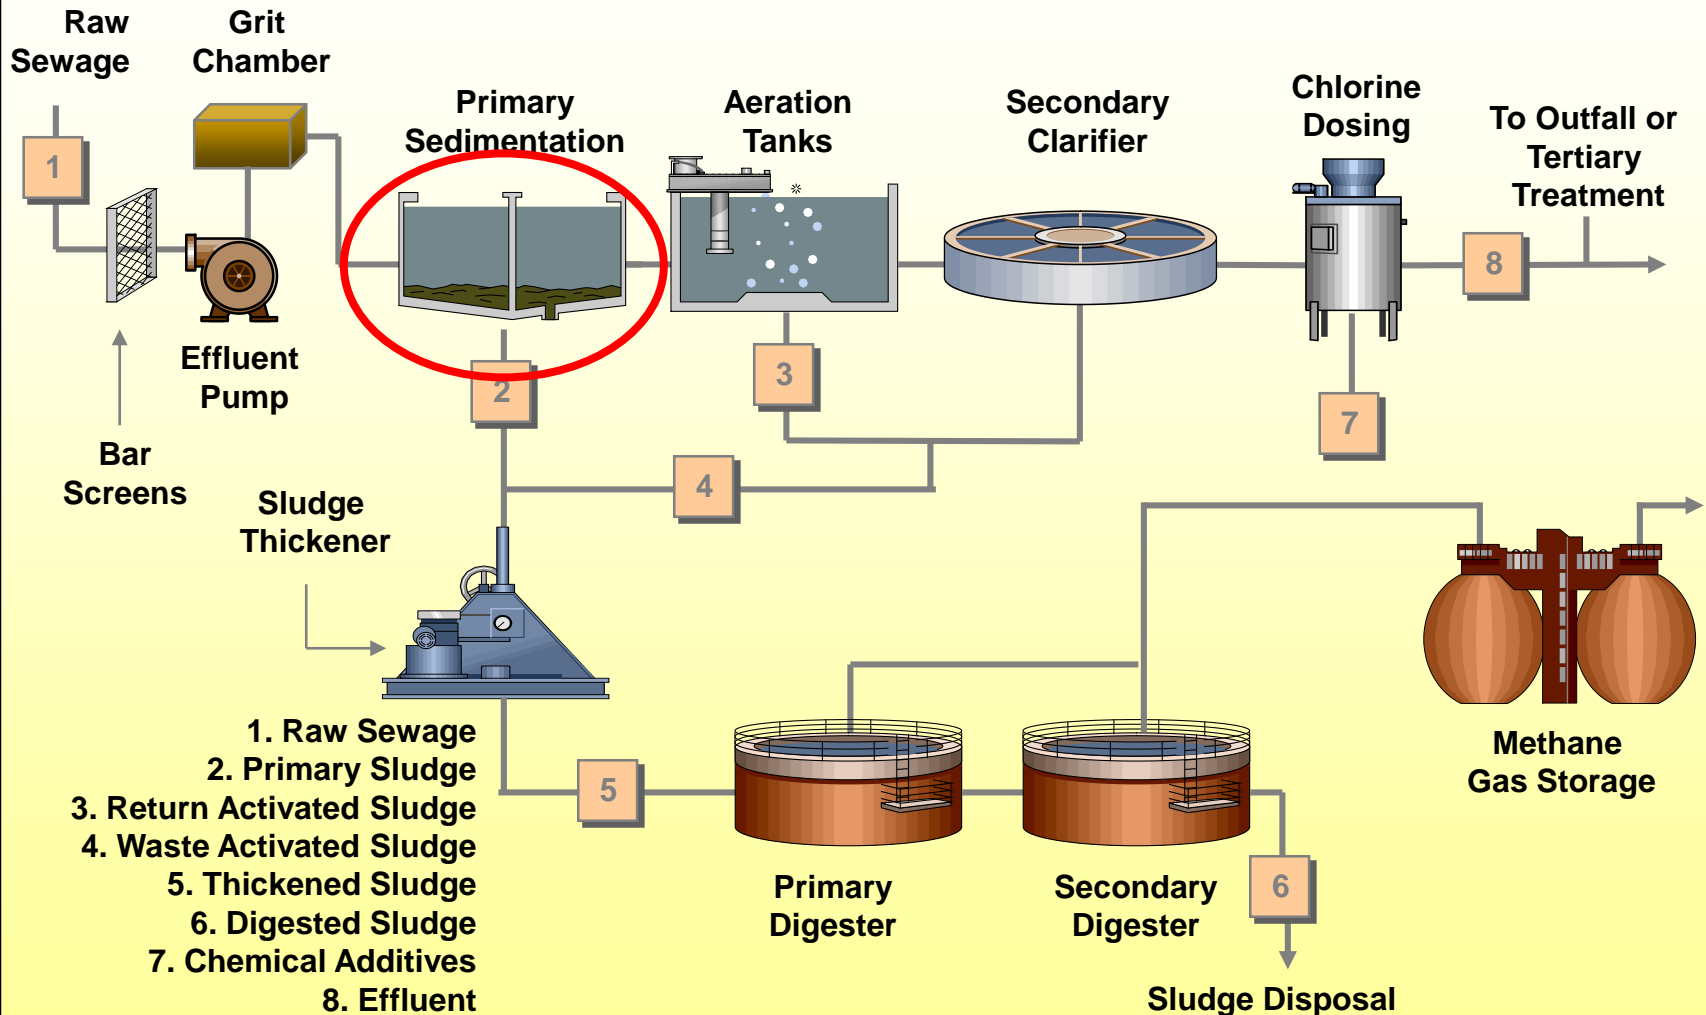 Raw
Sewage
Grit
Chamber
Primary
Sedimentation
Aeration
Tanks
Secondary
Clarifier
Chlorine
Dosing
To Outfall or
Tertiary
Treatment
1
8
Effluent
Pump
2
3
7
Bar
Screens
4
Sludge
Thickener
1. Raw Sewage
2. Primary Sludge
3. Return Activated Sludge
4. Waste Activated Sludge
5. Thickened Sludge
6. Digested Sludge
7. Chemical Additives
8. Effluent
5
Primary
Digester
Secondary
Digester
6
Methane
Gas Storage
Sludge Disposal